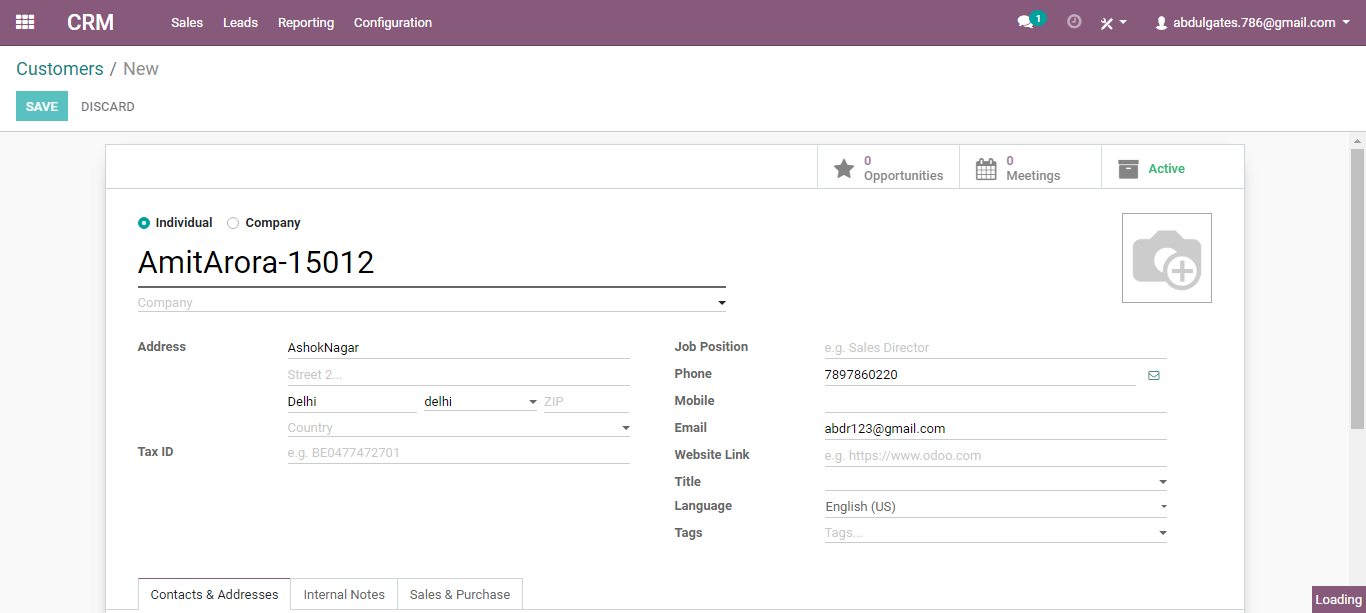 CRM Sales Leads Reporting Configuration 1 abdulgates.786@gmail.com
Customers / New
SAVE DISCARD
0 Opportunities 0 Meetings Active
Individual Company
AmitArora-15012
Company
Address AshokNagar Job Position e.g. Sales Director
Street 2... Phone 7897860220
Delhi delhi ZIP Mobile
Country Email abdr123@gmail.com
Tax ID e.g. BE0477472701 Website Link e.g. https://www.odoo.com
Title
Language English (US)
Tags Tags...
Contacts & Addresses Internal Notes Sales & Purchase
Loading